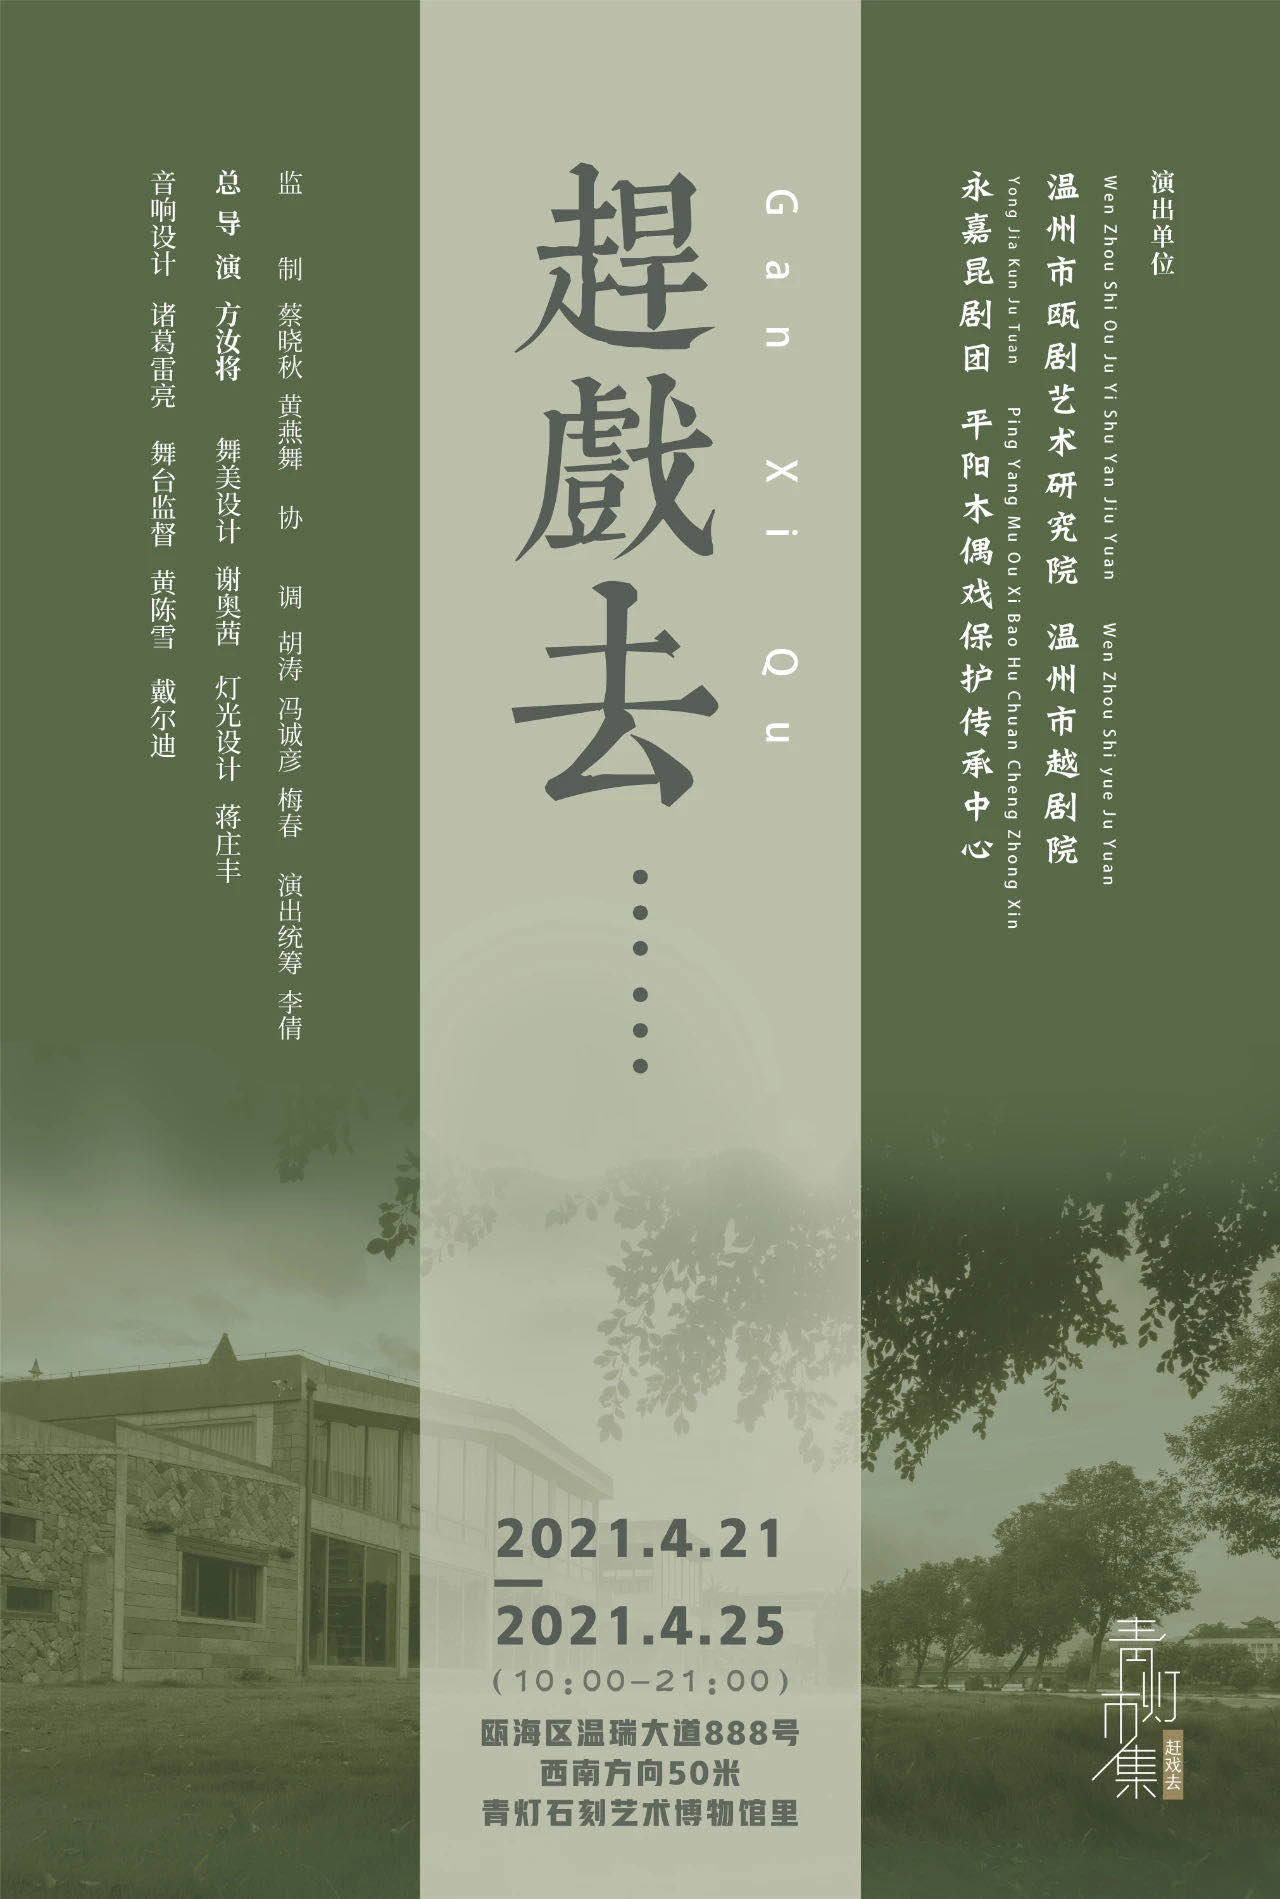 演出单位
Wen Zhou Shi Ou Ju Yi Shu Yan Jiu Yuan Wen Zhou Shi yue Ju Yuan
温州市瓯剧艺术研究院 温州市越剧院
Yong Jia Kun Ju Tuan Ping Yang Mu Ou Xi Bao Hu Chuan Cheng Zhong Xin
永嘉昆剧团 平阳木偶戏保护传承中心
Gan Xi Qu
趕戲去……
监制 蔡晓秋 黄燕舞 协调 胡涛 冯诚彦 梅春 演出统筹 李倩
总导演 方汝将 舞美设计 谢奥茜 灯光设计 蒋庄丰
音响设计 诸葛雷亮 舞台监督 黄陈雪 戴尔迪
2021.4.21
—
2021.4.25
(10:00-21:00)
瓯海区温瑞大道888号
西南方向50米
青灯石刻艺术博物馆里
青灯市集
赶戏去